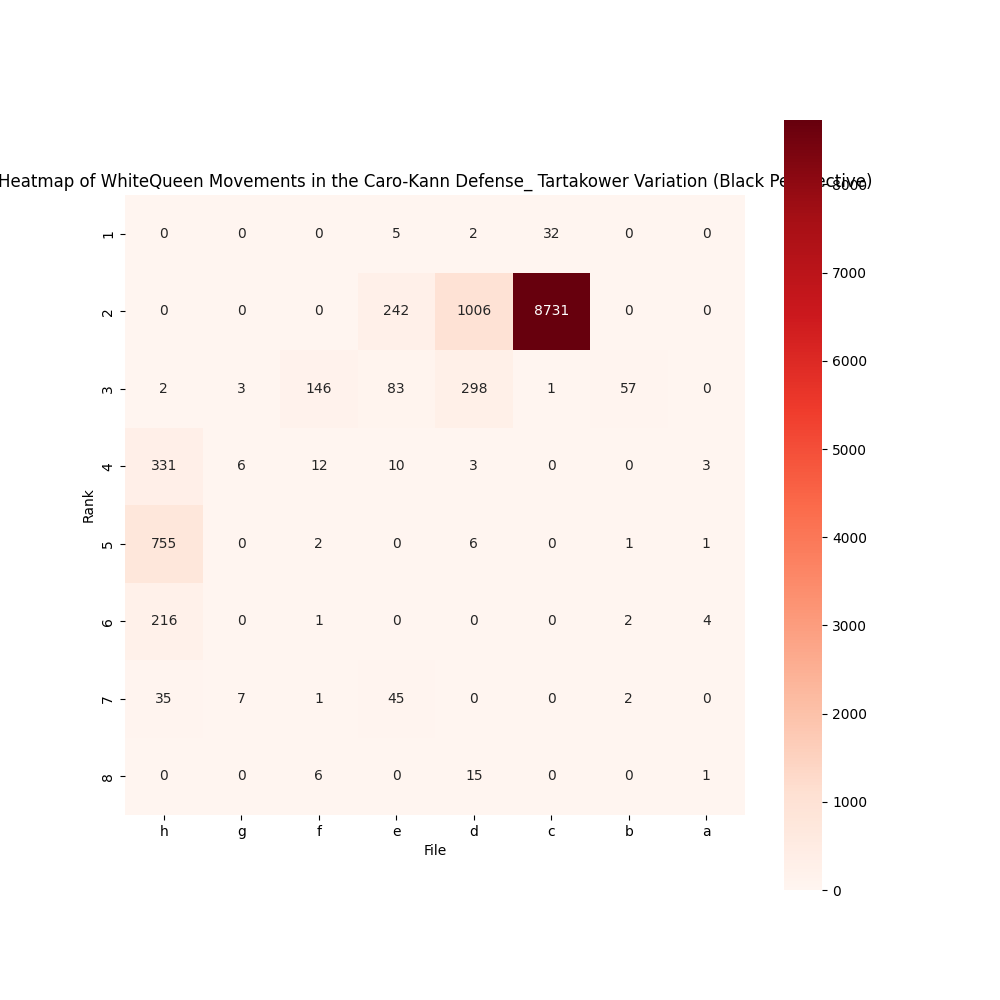 Heatmap of WhiteQueen Movements in the Caro-Kann Defense_ Tartakower Variation (Black Perspective)
1 0 0 0 5 2 32 0 0
2 0 0 0 242 1006 8731 0 0
3 2 3 146 83 298 1 57 0
4 331 6 12 10 3 0 0 3
5 755 0 2 0 6 0 1 1
6 216 0 1 0 0 0 2 4
7 35 7 1 45 0 0 2 0
8 0 0 6 0 15 0 0 1
Rank
h g f e d c b a
File
8000
7000
6000
5000
4000
3000
2000
1000
0